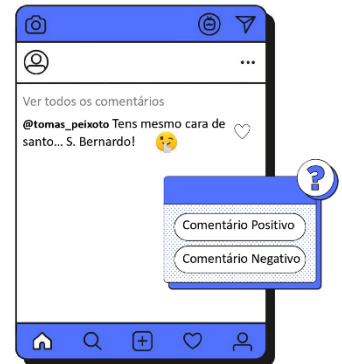 Ver todos os comentários
@tomas_peixoto Tens mesmo cara de
santo... S. Bernardo!
?
Comentário Positivo
Comentário Negativo